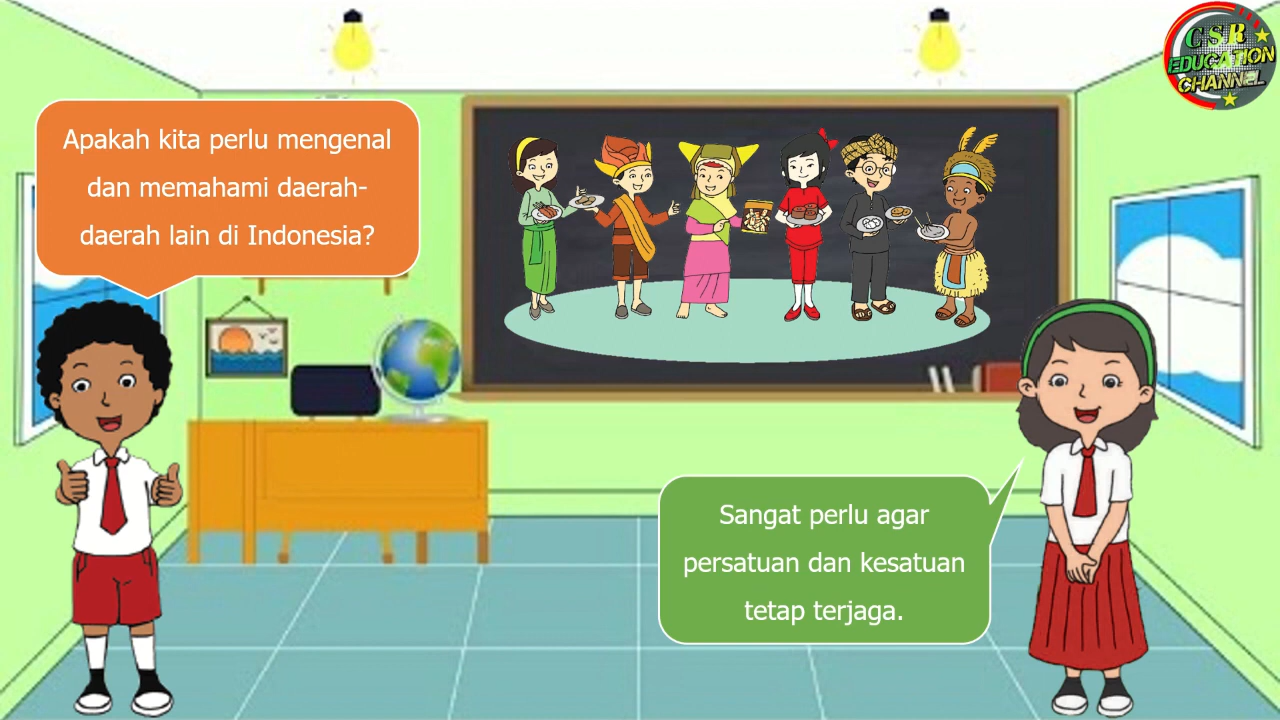 CSR
EDUCATION
CHANNEL
Apakah kita perlu mengenal
dan memahami daerah-
daerah lain di Indonesia?
Sangat perlu agar
persatuan dan kesatuan
tetap terjaga.